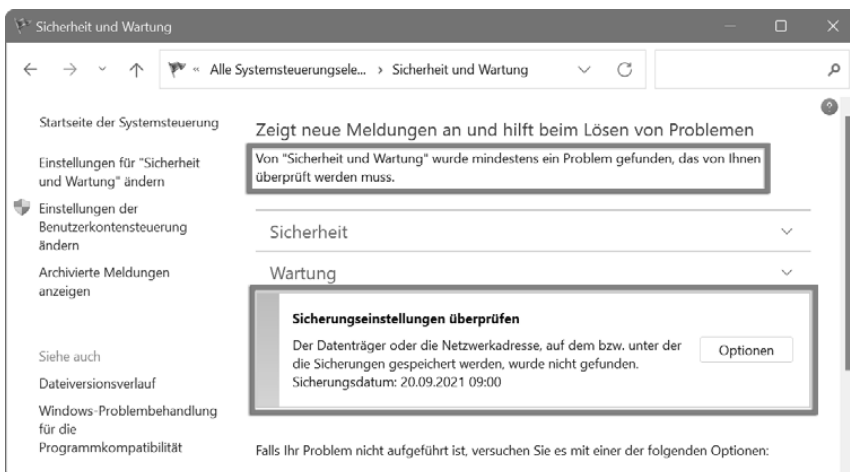 Sicherheit und Wartung
« Alle Systemsteuerungsele... › Sicherheit und Wartung
Startseite der Systemsteuerung
Einstellungen für "Sicherheit
und Wartung" ändern
Einstellungen der
Benutzerkontensteuerung
ändern
Archivierte Meldungen
anzeigen
Siehe auch
Dateiversionsverlauf
Windows-Problembehandlung
für die
Programmkompatibilität
Zeigt neue Meldungen an und hilft beim Lösen von Problemen
Von "Sicherheit und Wartung" wurde mindestens ein Problem gefunden, das von Ihnen
überprüft werden muss.
Sicherheit
Wartung
Sicherungseinstellungen überprüfen
Der Datenträger oder die Netzwerkadresse, auf dem bzw. unter der
die Sicherungen gespeichert werden, wurde nicht gefunden.
Sicherungsdatum: 20.09.2021 09:00
Optionen
Falls Ihr Problem nicht aufgeführt ist, versuchen Sie es mit einer der folgenden Optionen: